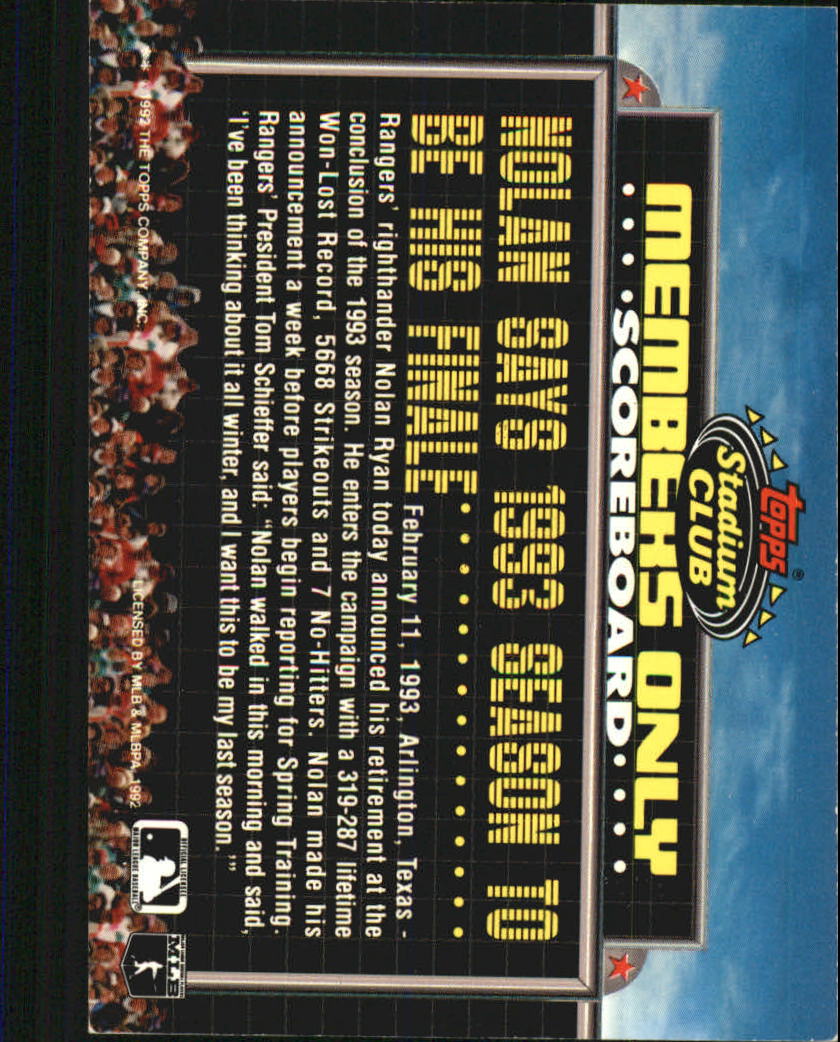 topps®
Stadium
CLUB
MEMBERS ONLY
....SCOREBOARD....
NOLAN SAYS 1993 SEASON TO
BE HIS FINALE............ February 11, 1993, Arlington, Texas -
Rangers' righthander Nolan Ryan today announced his retirement at the
conclusion of the 1993 season. He enters the campaign with a 319-287 lifetime
Won-Lost Record, 5668 Strikeouts and 7 No-Hitters. Nolan made his
announcement a week before players begin reporting for Spring Training.
Rangers' President Tom Schieffer said: "Nolan walked in this morning and said,
'I've been thinking about it all winter, and I want this to be my last season.'"
** © 1992 THE TOPPS COMPANY, INC.
LICENSED BY MLB & MLBPA 1992
OFFICIAL LICENSEE
MAJOR LEAGUE BASEBALL®